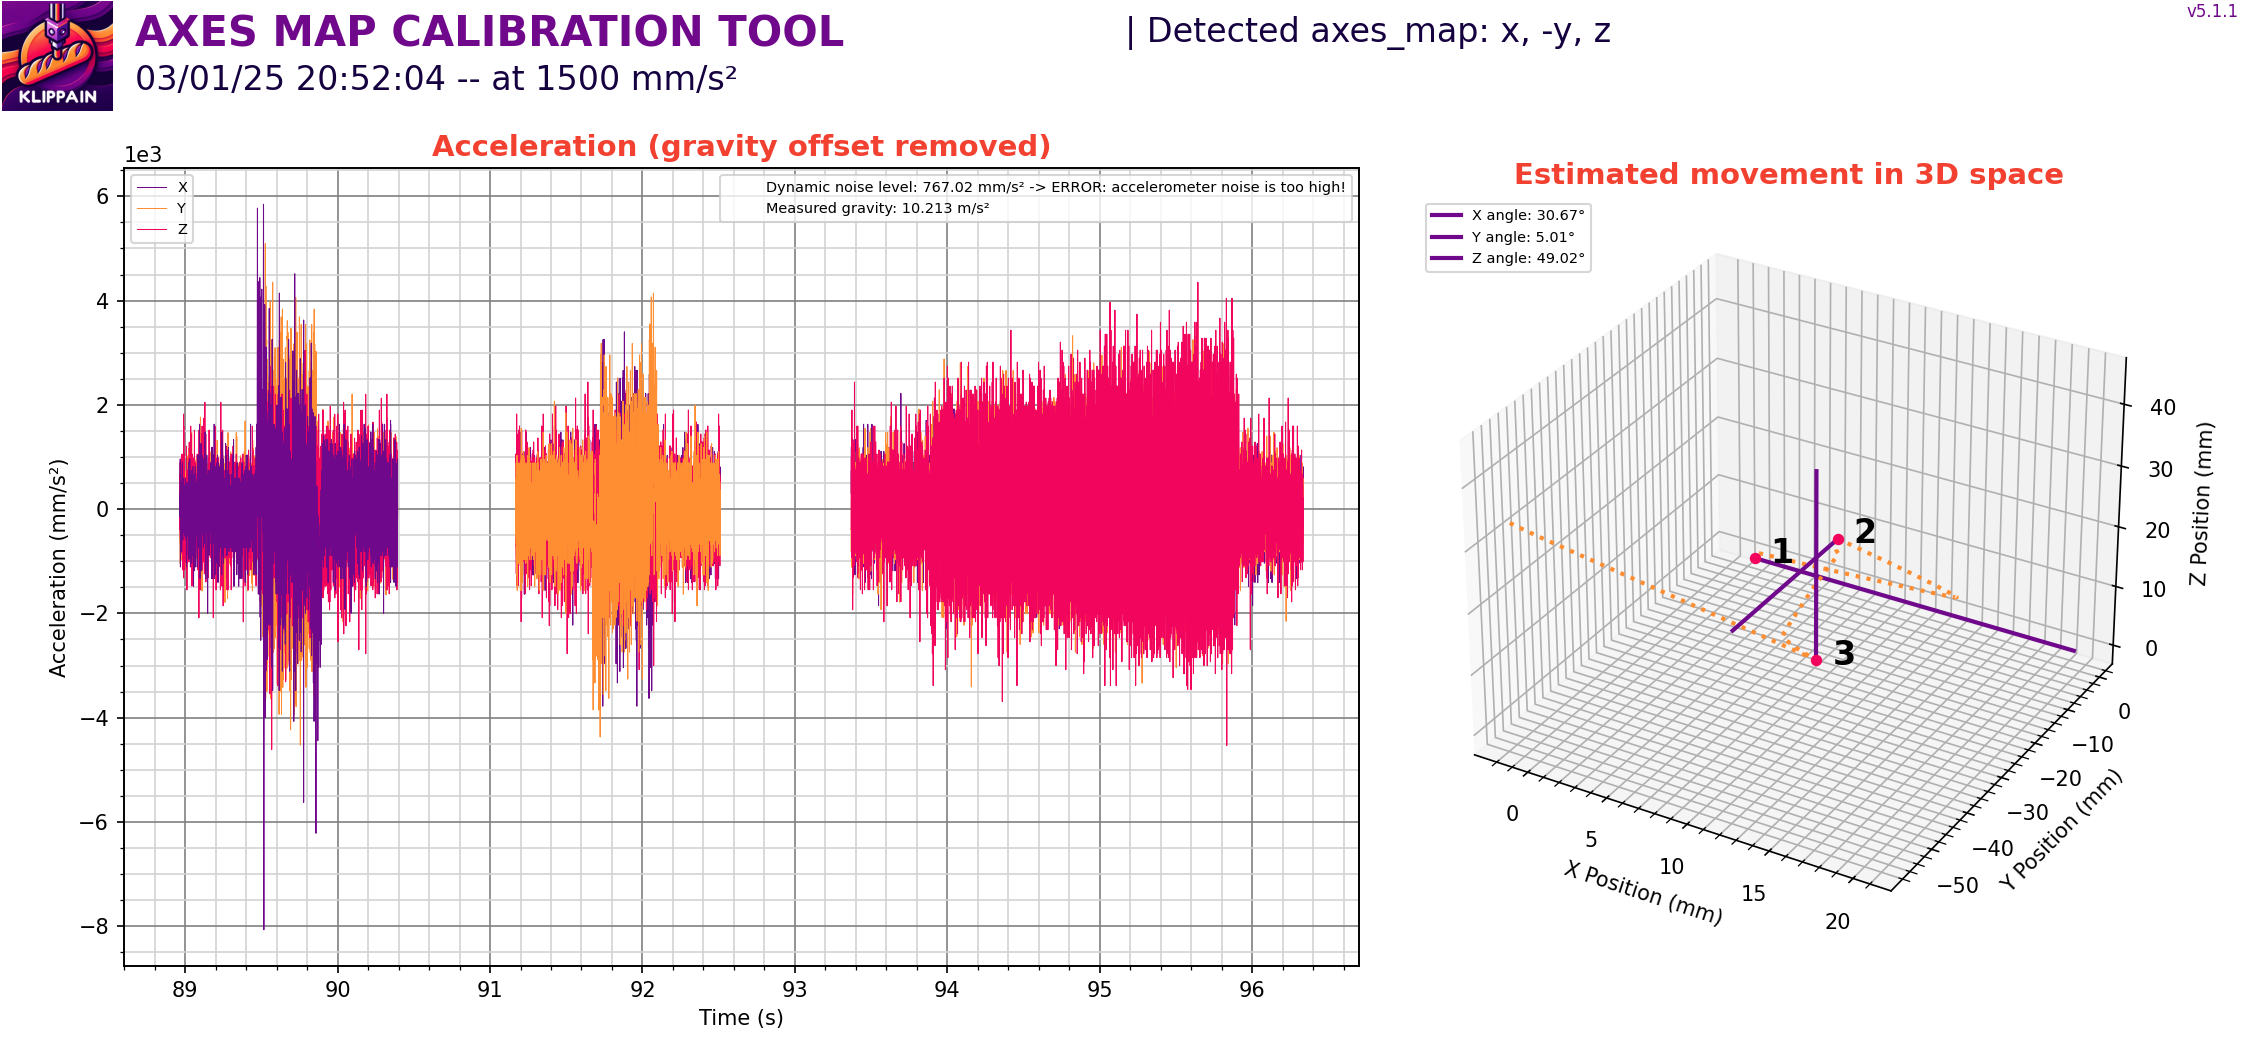 KLIPPAIN
AXES MAP CALIBRATION TOOL
03/01/25 20:52:04 -- at 1500 mm/s²
| Detected axes_map: x, -y, z
v5.1.1
Acceleration (gravity offset removed)
1e3
X
Y
Z
Dynamic noise level: 767.02 mm/s² -> ERROR: accelerometer noise is too high!
Measured gravity: 10.213 m/s²
Acceleration (mm/s²)
6
4
2
0
−2
−4
−6
−8
89
90
91
92
93
94
95
96
Time (s)
Estimated movement in 3D space
X angle: 30.67°
Y angle: 5.01°
Z angle: 49.02°
1
2
3
0
5
10
15
20
X Position (mm)
−50
−40
−30
−20
−10
0
Y Position (mm)
0
10
20
30
40
Z Position (mm)